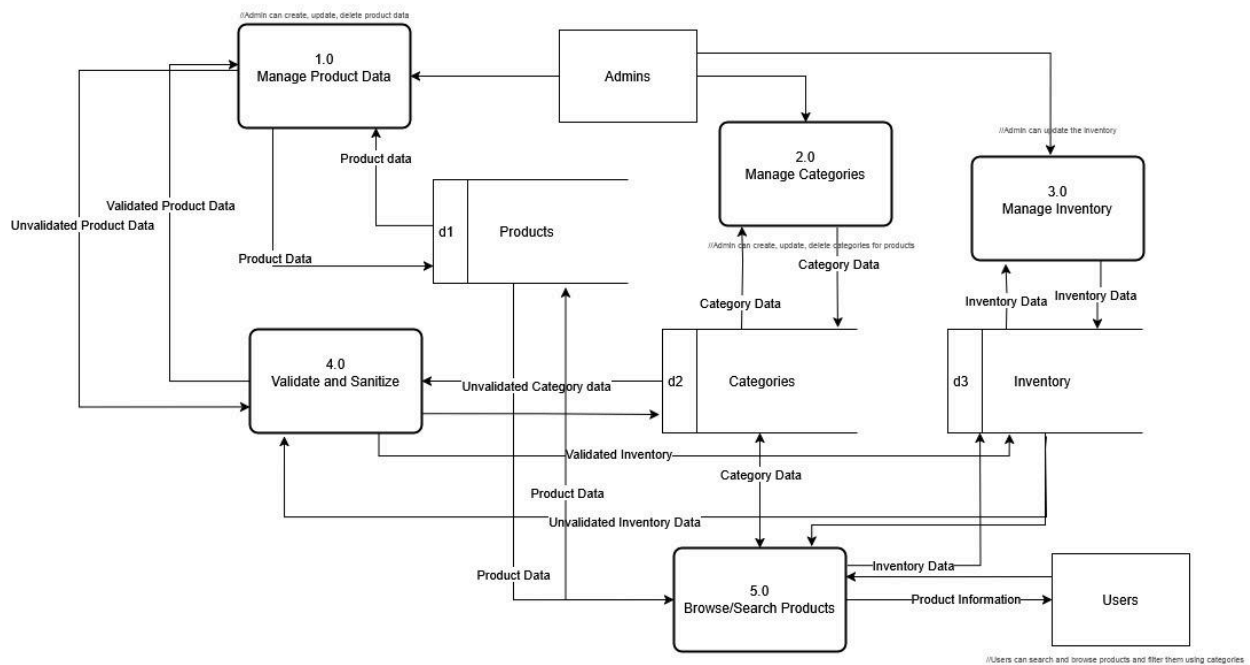 //Admin can create, update, delete product data
1.0
Manage Product Data
Admins
//Admin can update the inventory
2.0
Manage Categories
3.0
Manage Inventory
Product data
Validated Product Data
Unvalidated Product Data
d1
Products
//Admin can create, update, delete categories for products
Product Data
Category Data
Category Data
Inventory Data
Inventory Data
4.0
Validate and Sanitize
Unvalidated Category data
d2
Categories
d3
Inventory
Validated Inventory
Category Data
Product Data
Unvalidated Inventory Data
Product Data
Inventory Data
5.0
Browse/Search Products
Product Information
Users
//Users can search and browse products and filter them using categories